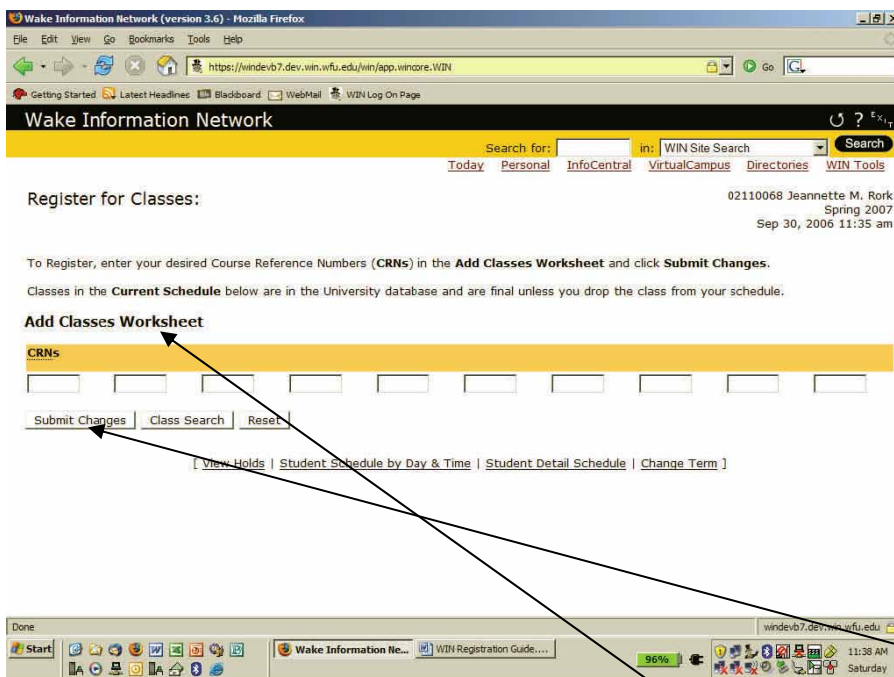 Wake Information Network (version 3.6) - Mozilla Firefox
File Edit View Go Bookmarks Tools Help
https://windevb7.dev.win.wfu.edu/win/app.wincore.WIN
Go
G
Getting Started Latest Headlines Blackboard WebMail WIN Log On Page
Wake Information Network
? EXIT
Search for: in: WIN Site Search Search
Today Personal InfoCentral VirtualCampus Directories WIN Tools
Register for Classes:
02110068 Jeannette M. Rork
Spring 2007
Sep 30, 2006 11:35 am
To Register, enter your desired Course Reference Numbers (CRNs) in the Add Classes Worksheet and click Submit Changes.
Classes in the Current Schedule below are in the University database and are final unless you drop the class from your schedule.
Add Classes Worksheet
CRNs
Submit Changes Class Search Reset
[ View Holds | Student Schedule by Day & Time | Student Detail Schedule | Change Term ]
Done windevb7.dev.win.wfu.edu
Start Wake Information Ne... WIN Registration Guide.... 96% 11:38 AM
Saturday